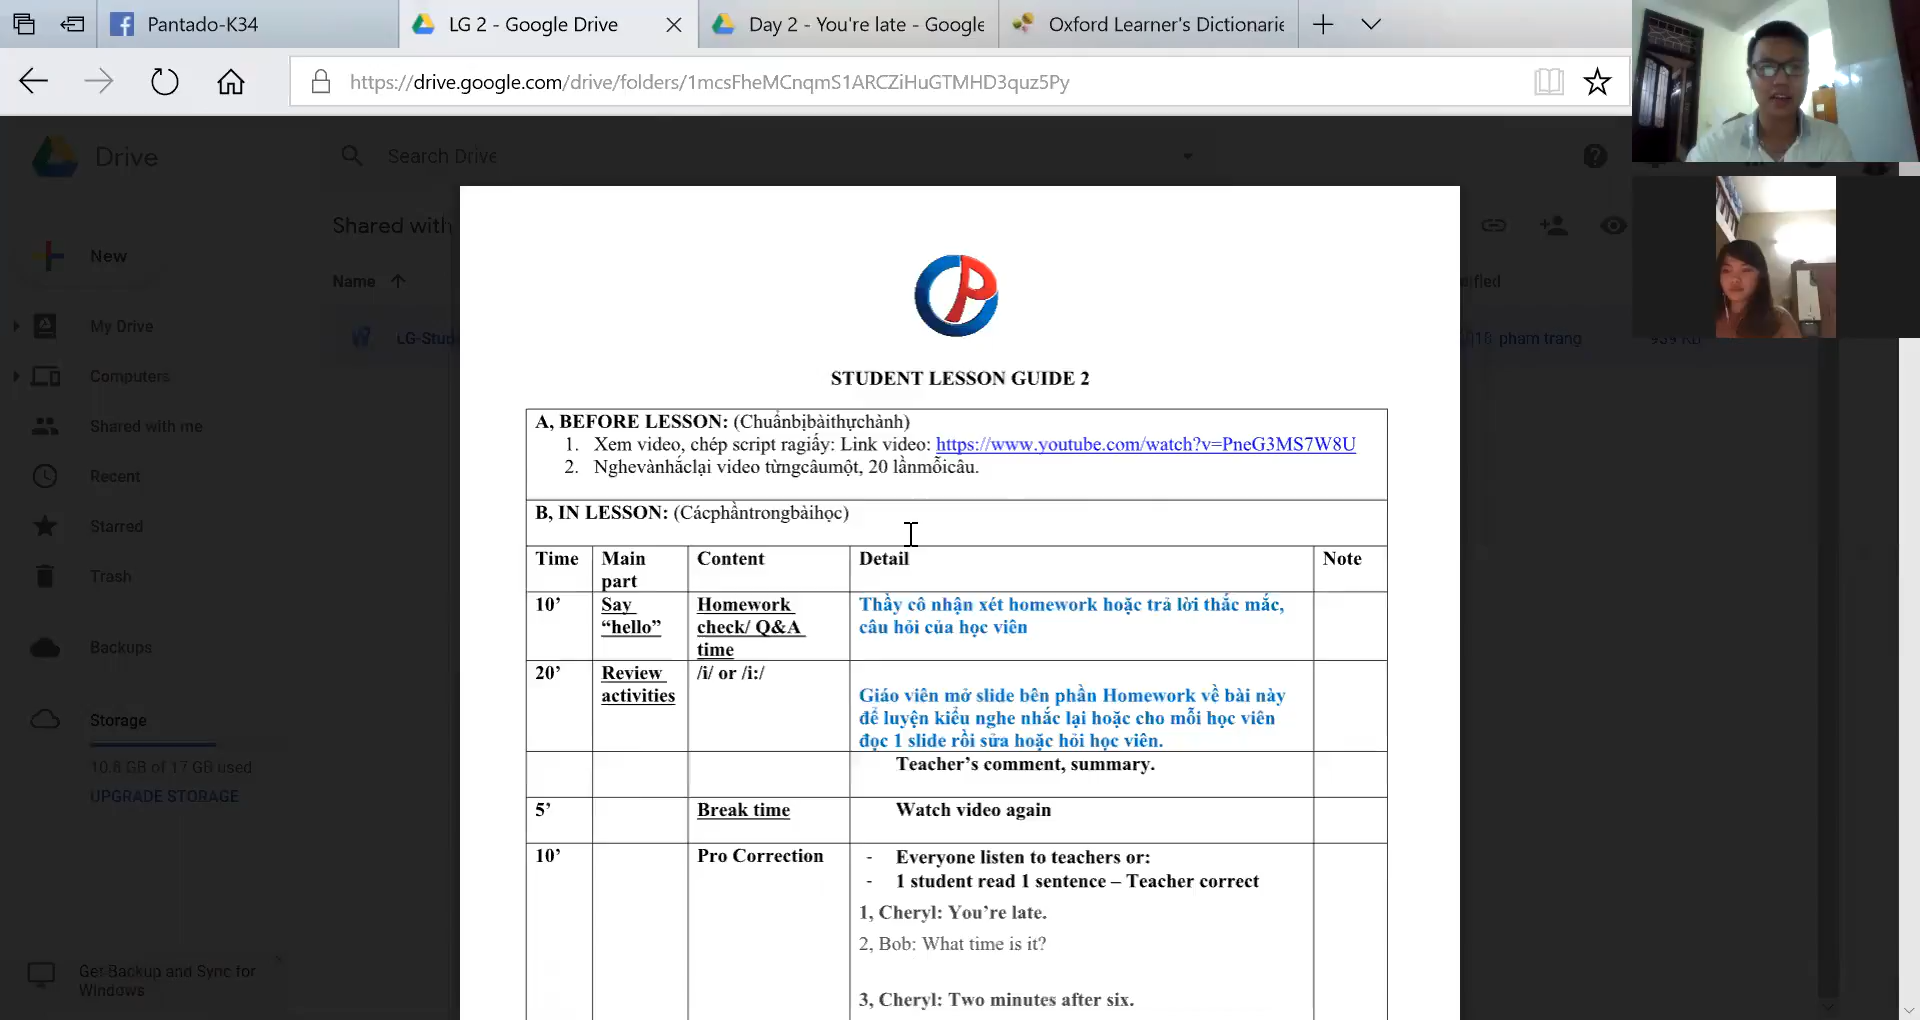 Pantado-K34
LG 2 - Google Drive
Day 2 - You're late - Google
Oxford Learner's Dictionarie
https://drive.google.com/drive/folders/1mcsFheMCnqmS1ARCZiHuGTMHD3quz5Py
Drive
Search Drive
Shared with
New
Name
My Drive
LG-Stud
pham trang
Computers
Shared with me
Recent
Starred
Trash
Backups
Storage
10.8 GB of 17 GB used
UPGRADE STORAGE
Get Backup and Sync for
Windows
STUDENT LESSON GUIDE 2
A, BEFORE LESSON: (Chuẩnbịbàithựchành)
1. Xem video, chép script ragiấy: Link video: https://www.youtube.com/watch?v=PneG3MS7W8U
2. Nghevànhắclại video từngcâumột, 20 lầnmỗicâu.
B, IN LESSON: (Cácphầntrongbàihọc)
Time Main Content Detail Note
part
10’ Say Homework Thầy cô nhận xét homework hoặc trả lời thắc mắc,
“hello” check/ Q&A câu hỏi của học viên
time
20’ Review /i/ or /i:/
activities Giáo viên mở slide bên phần Homework về bài này
để luyện kiểu nghe nhắc lại hoặc cho mỗi học viên
đọc 1 slide rồi sửa hoặc hỏi học viên.
Teacher’s comment, summary.
5’ Break time Watch video again
10’ Pro Correction - Everyone listen to teachers or:
- 1 student read 1 sentence – Teacher correct
1, Cheryl: You’re late.
2, Bob: What time is it?
3, Cheryl: Two minutes after six.